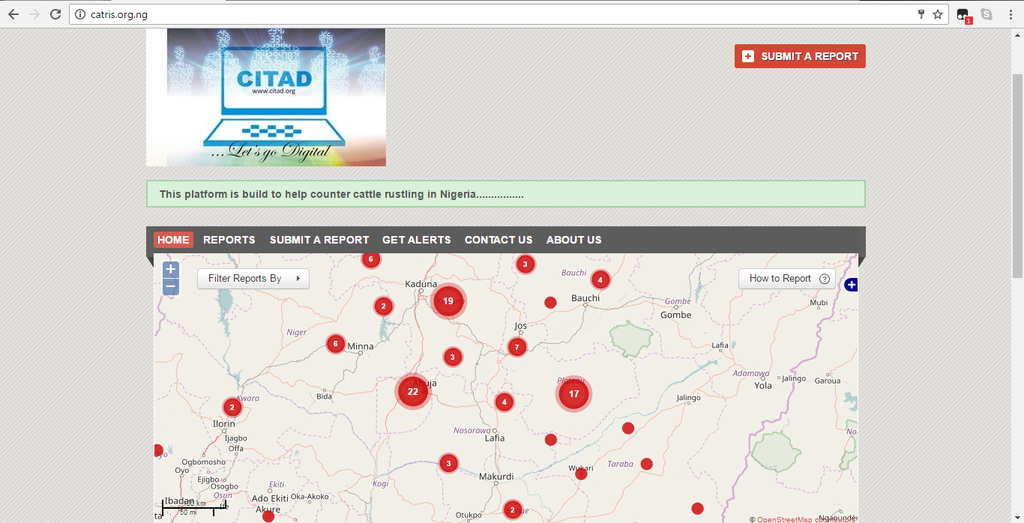 catris.org.ng
1
SUBMIT A REPORT
CITAD
www.citad.org
...Let's go Digital
This platform is build to help counter cattle rustling in Nigeria................
HOME REPORTS SUBMIT A REPORT GET ALERTS CONTACT US ABOUT US
+
−
Filter Reports By
How to Report ?
+
6
3
4
Bauchi
Kaduna
2
19
Bauchi
Gombe
Gombe
Mubi
Jos
Niger
6
Minna
3
7
Lafia
22
Plateau
17
Adamawa
Yola
Jalingo
Garoua
Bida
Kwara
2
4
Jalingo
Ilorin
Ijagbo
Offa
Nasarawa
Lafia
Ogbomosho
Oyo
3
Makurdi
Wukari
Taraba
Ejigbo
Osogbo
Ekiti
Kogi
Osun
Ado Ekiti
Oka-Akoko
Ibadan
50 mi
Akure
Otukpo
2
© OpenStreetMap contributors
Ngaoundere